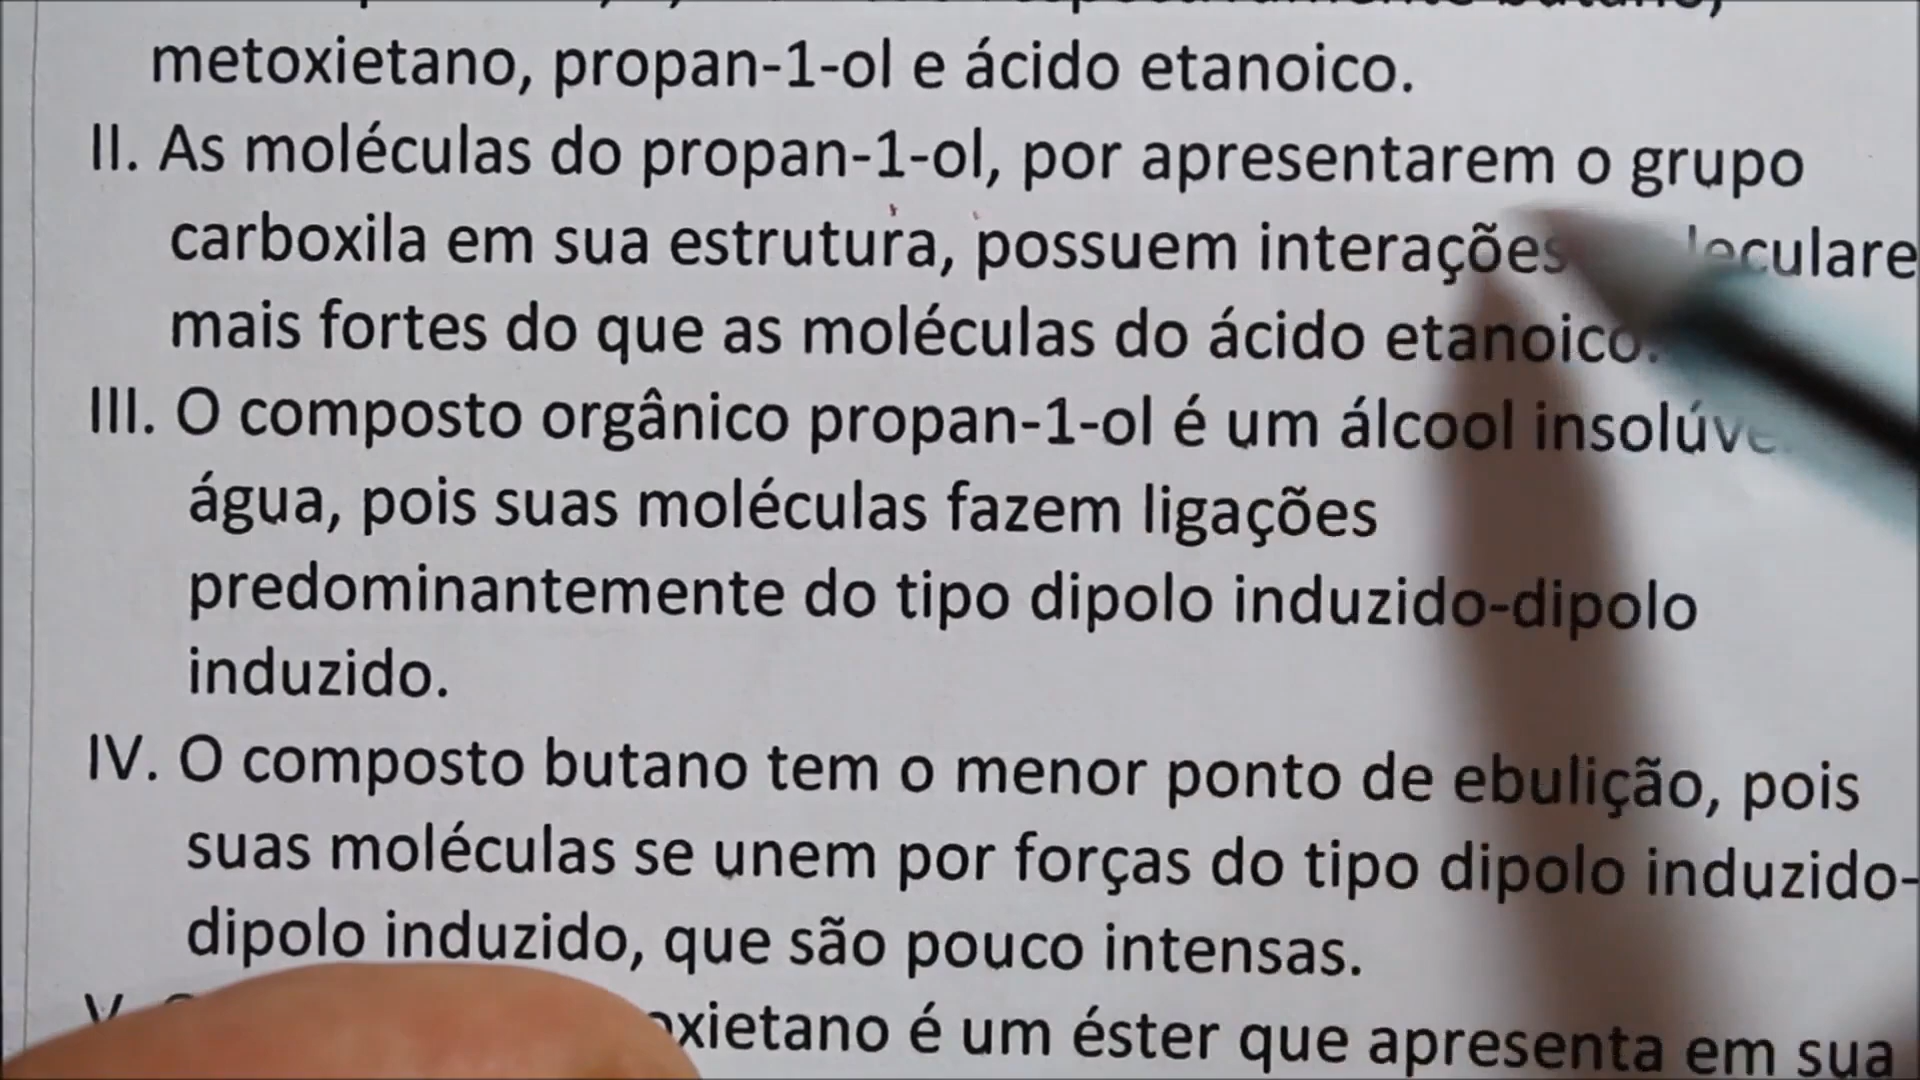 metoxietano, propan-1-ol e ácido etanoico.
II. As moléculas do propan-1-ol, por apresentarem o grupo
carboxila em sua estrutura, possuem interações
mais fortes do que as moléculas do ácido etanoico.
III. O composto orgânico propan-1-ol é um álcool
água, pois suas moléculas fazem ligações
predominantemente do tipo dipolo induzido-dipolo
induzido.
IV. O composto butano tem o menor ponto de ebulição, pois
suas moléculas se unem por forças do tipo dipolo induzido-
dipolo induzido, que são pouco intensas.
é um éster que apresenta em sua